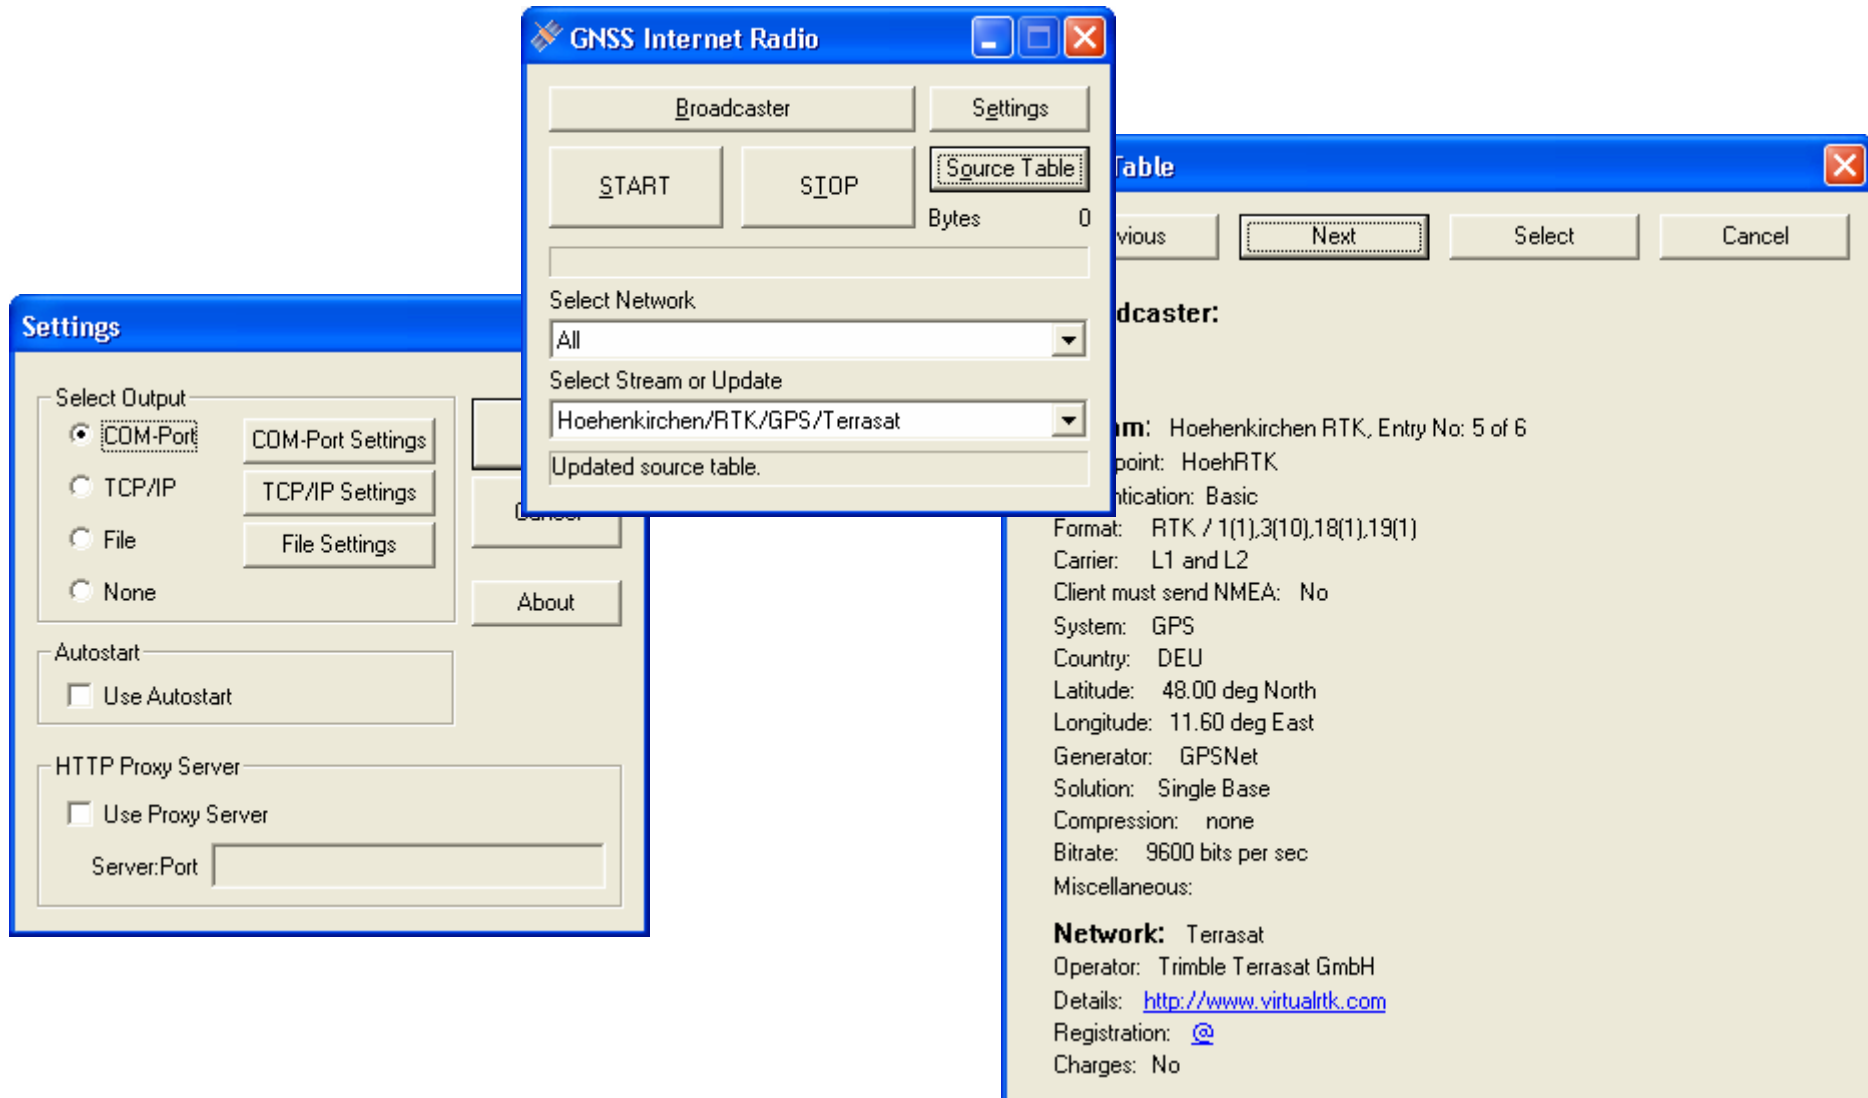 GNSS Internet Radio
Broadcaster
Settings
START
STOP
Source Table
Bytes 0
Select Network
All
Select Stream or Update
Hoehenkirchen/RTK/GPS/Terrasat
Updated source table.
Settings
Select Output
COM-Port
COM-Port Settings
TCP/IP
TCP/IP Settings
File
File Settings
None
Cancel
About
Autostart
Use Autostart
HTTP Proxy Server
Use Proxy Server
Server:Port
Table
vious
Next
Select
Cancel
dcaster:
am: Hoehenkirchen RTK, Entry No: 5 of 6
point: HoehRTK
ntication: Basic
Format: RTK / 1(1),3(10),18(1),19(1)
Carrier: L1 and L2
Client must send NMEA: No
System: GPS
Country: DEU
Latitude: 48.00 deg North
Longitude: 11.60 deg East
Generator: GPSNet
Solution: Single Base
Compression: none
Bitrate: 9600 bits per sec
Miscellaneous:
Network: Terrasat
Operator: Trimble Terrasat GmbH
Details: http://www.virtualrtk.com
Registration: @
Charges: No